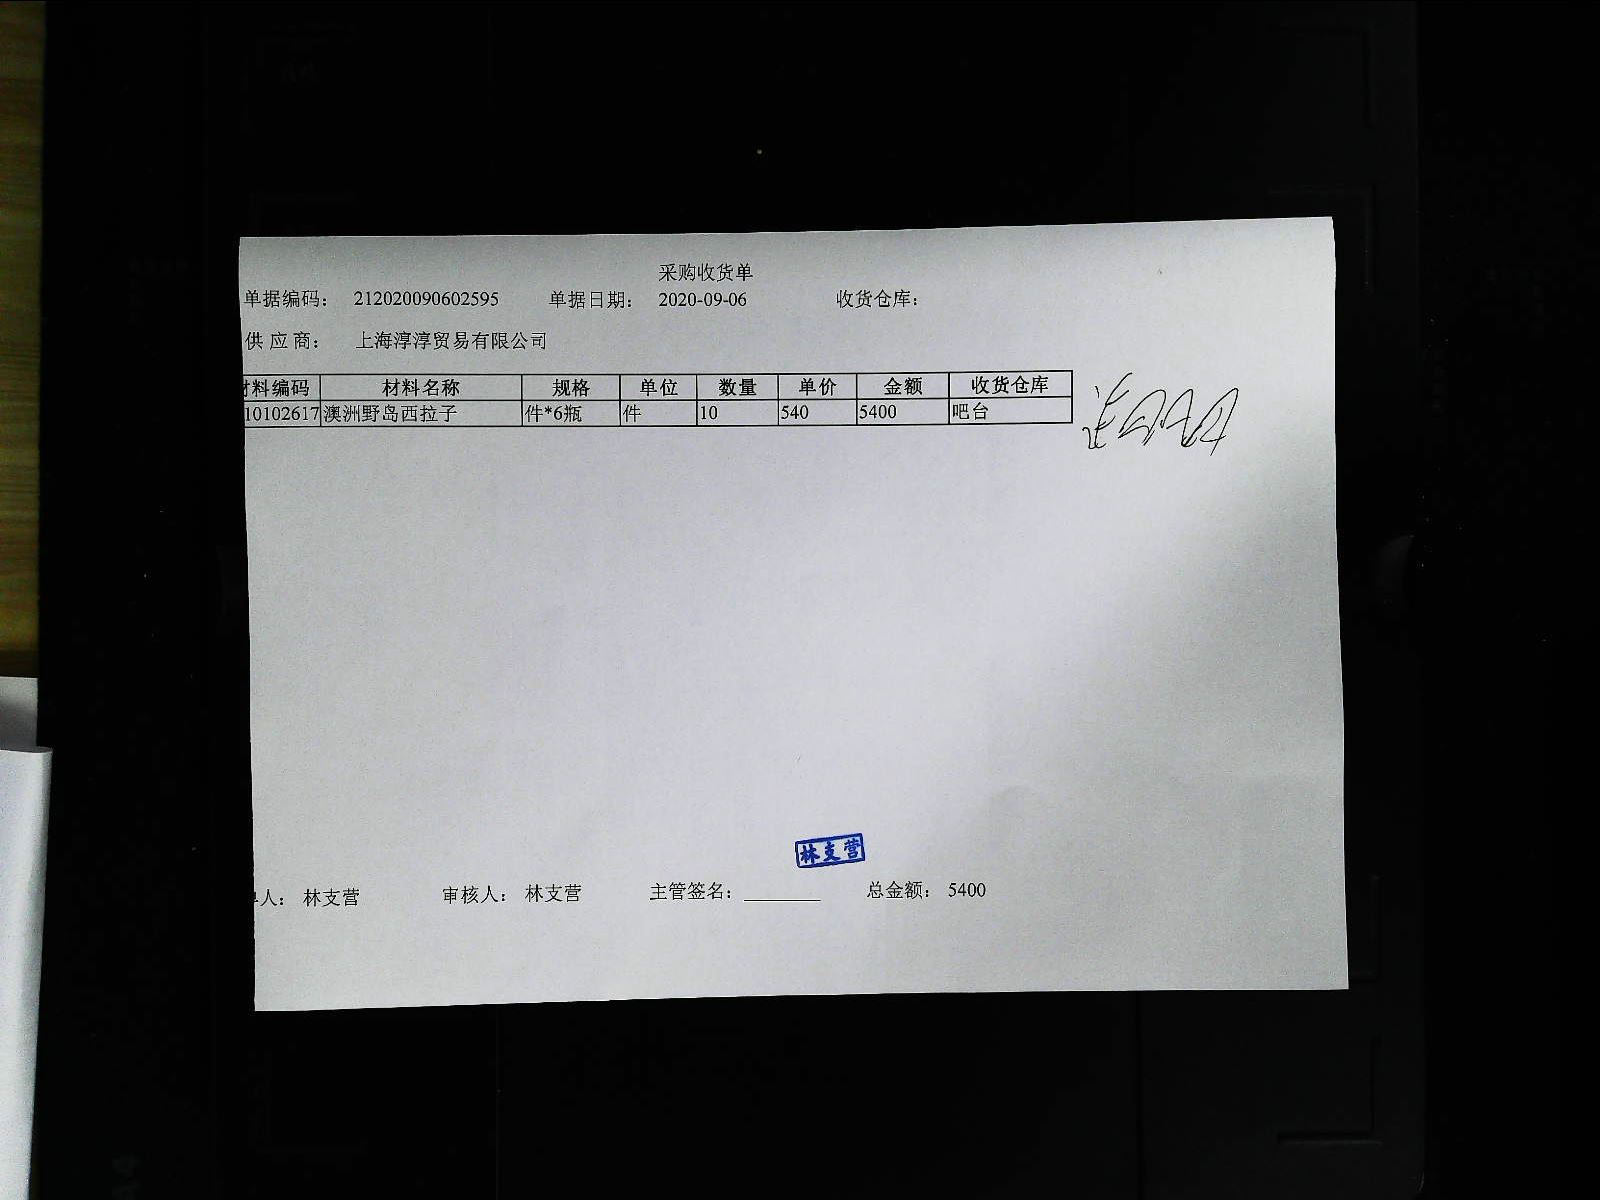 采购收货单
单据编码： 212020090602595 单据日期： 2020-09-06 收货仓库：
供 应 商： 上海淳淳贸易有限公司
材料编码 材料名称 规格 单位 数量 单价 金额 收货仓库
10102617 澳洲野岛西拉子 件*6瓶 件 10 540 5400 吧台
林支营
人： 林支营 审核人： 林支营 主管签名： 总金额： 5400